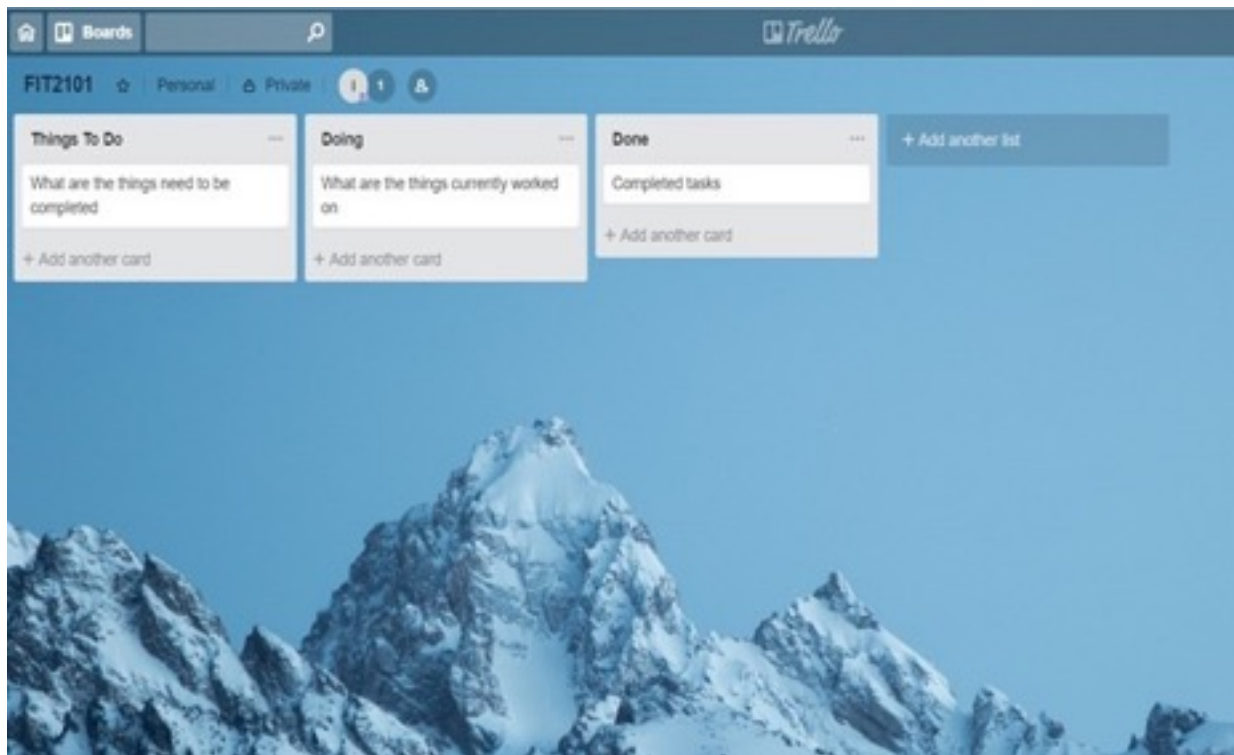 Boards
Trello
FIT2101 Personal Private 1
Things To Do
What are the things need to be
completed
+ Add another card
Doing
What are the things currently worked
on
+ Add another card
Done
Completed tasks
+ Add another card
+ Add another list